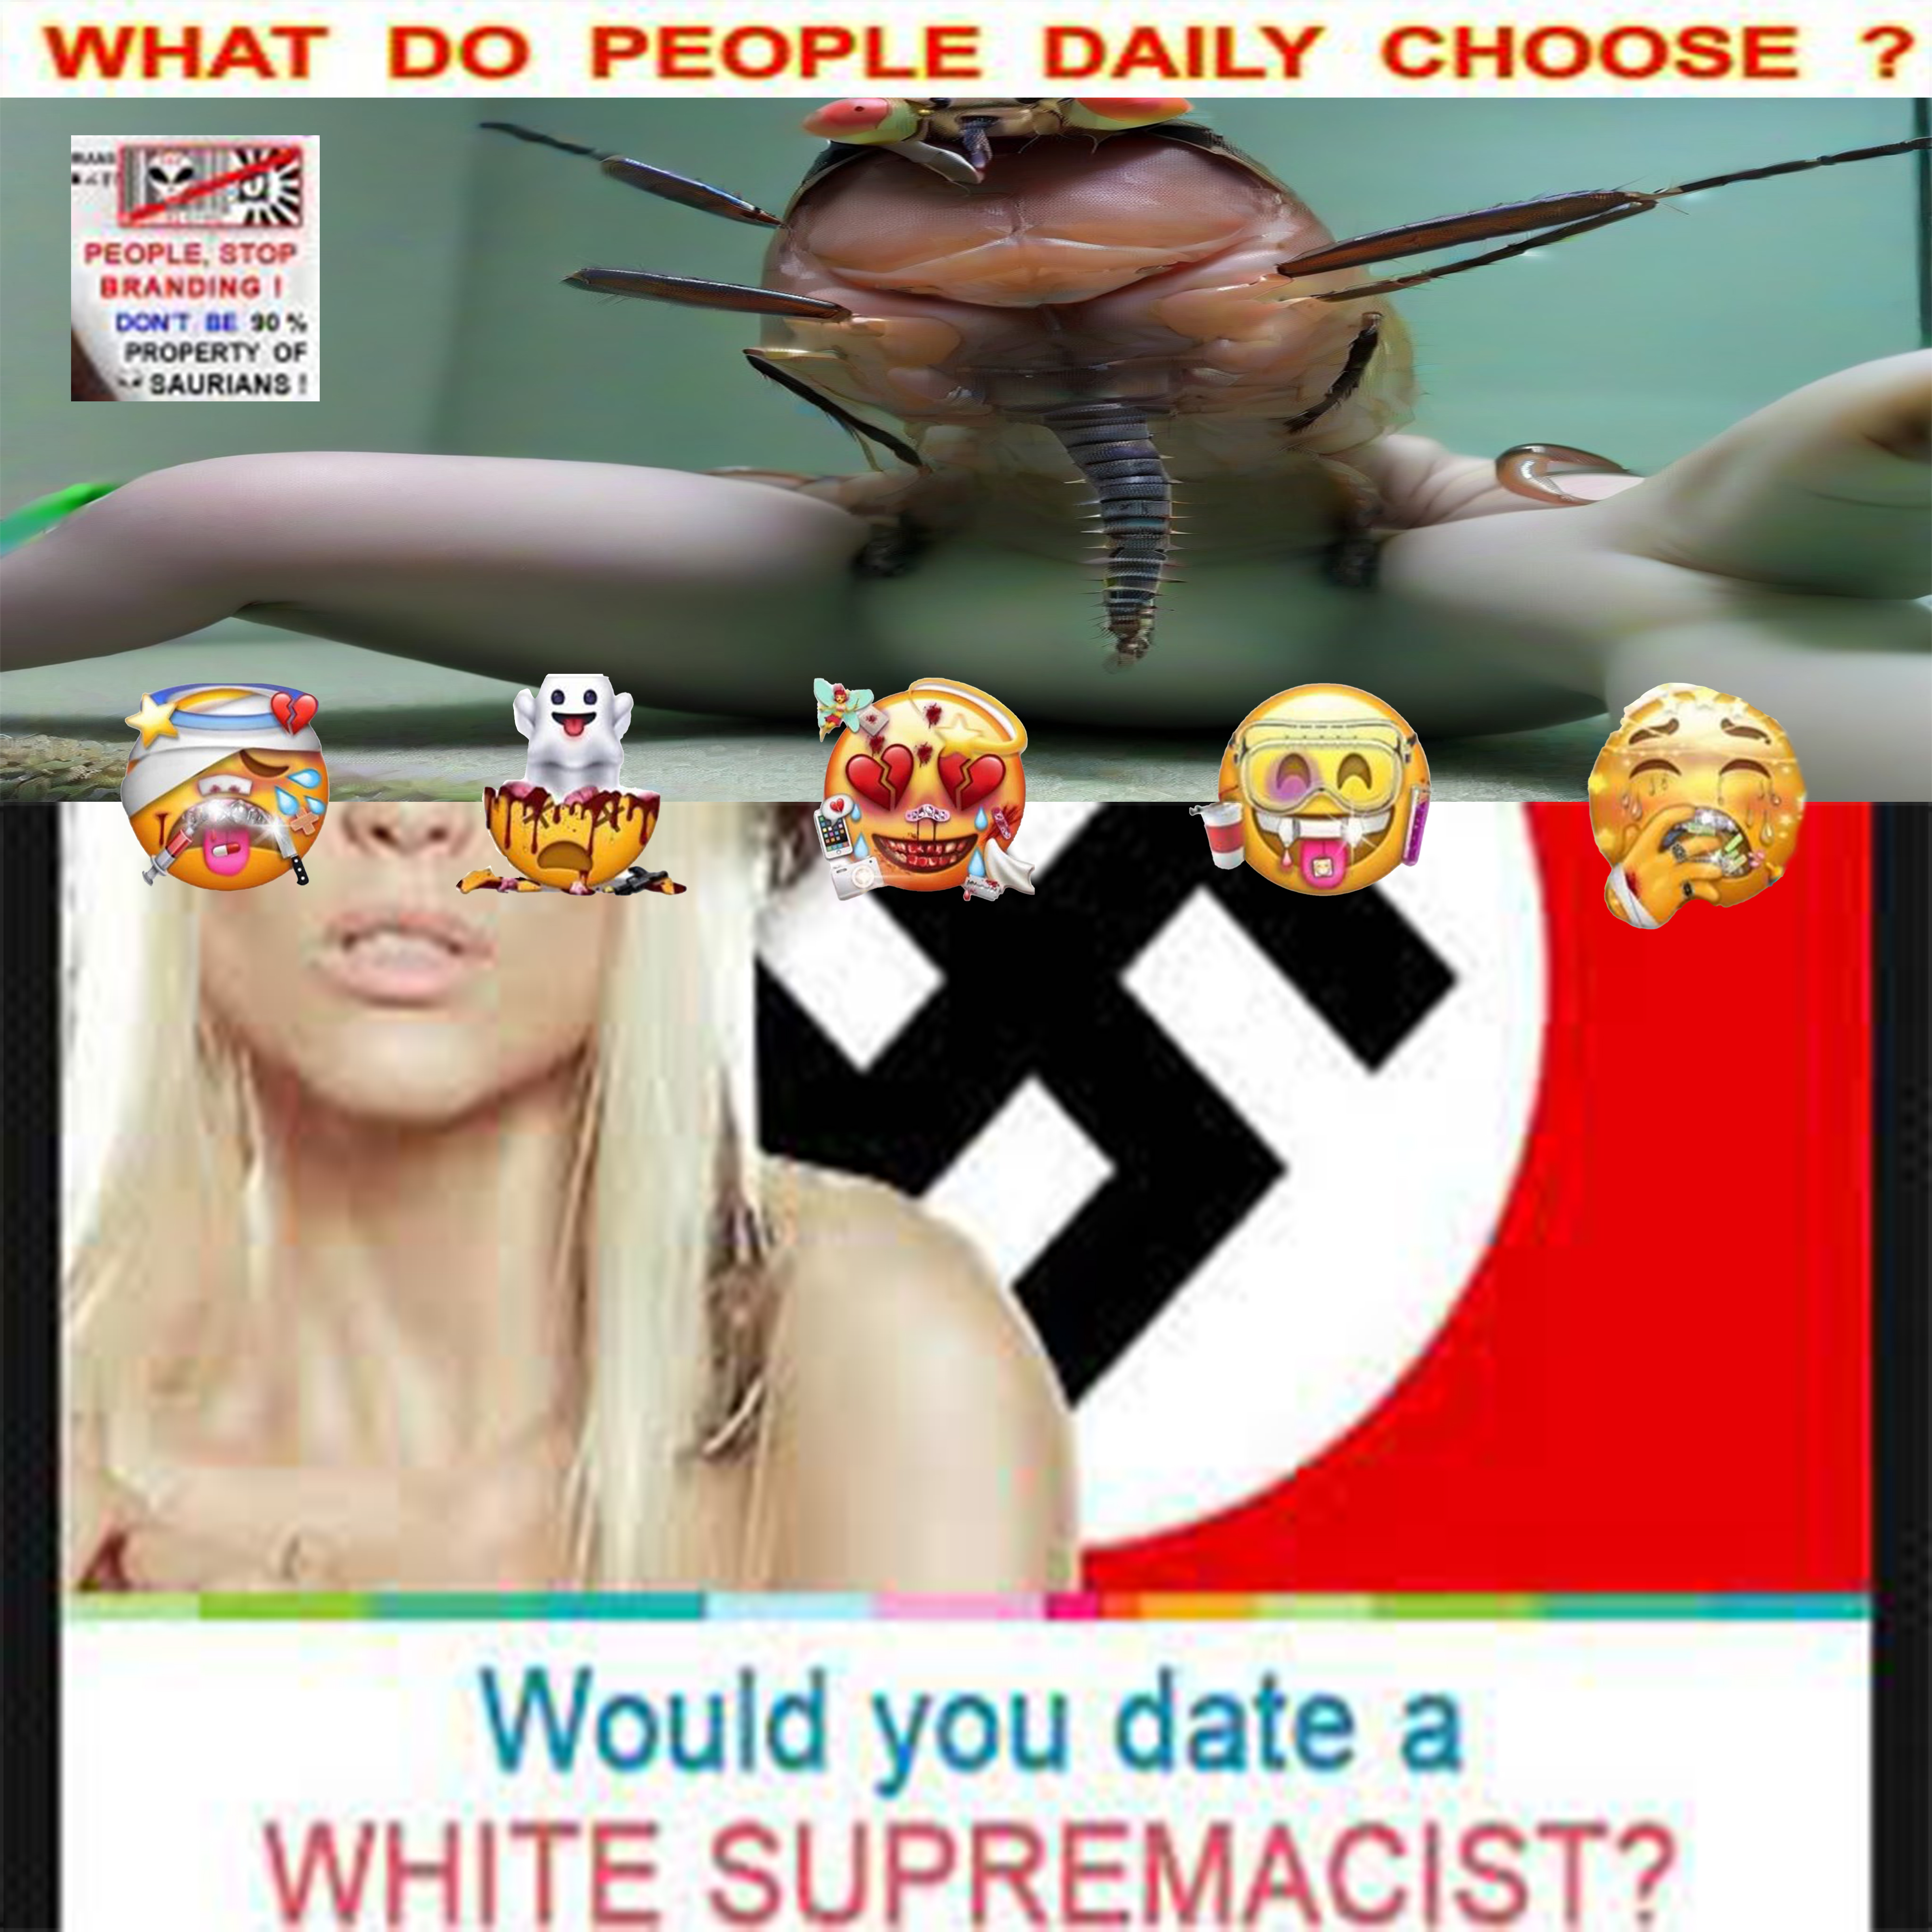 WHAT DO PEOPLE DAILY CHOOSE ?
PEOPLE, STOP
BRANDING !
DON'T BE 90 %
PROPERTY OF
SAURIANS !
Would you date a
WHITE SUPREMACIST?